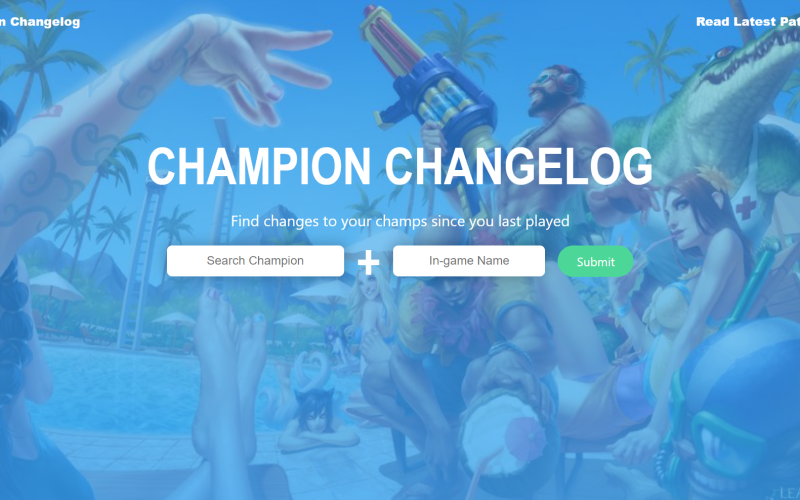 n Changelog
Read Latest Pat
CHAMPION CHANGELOG
Find changes to your champs since you last played
Search Champion
In-game Name
Submit